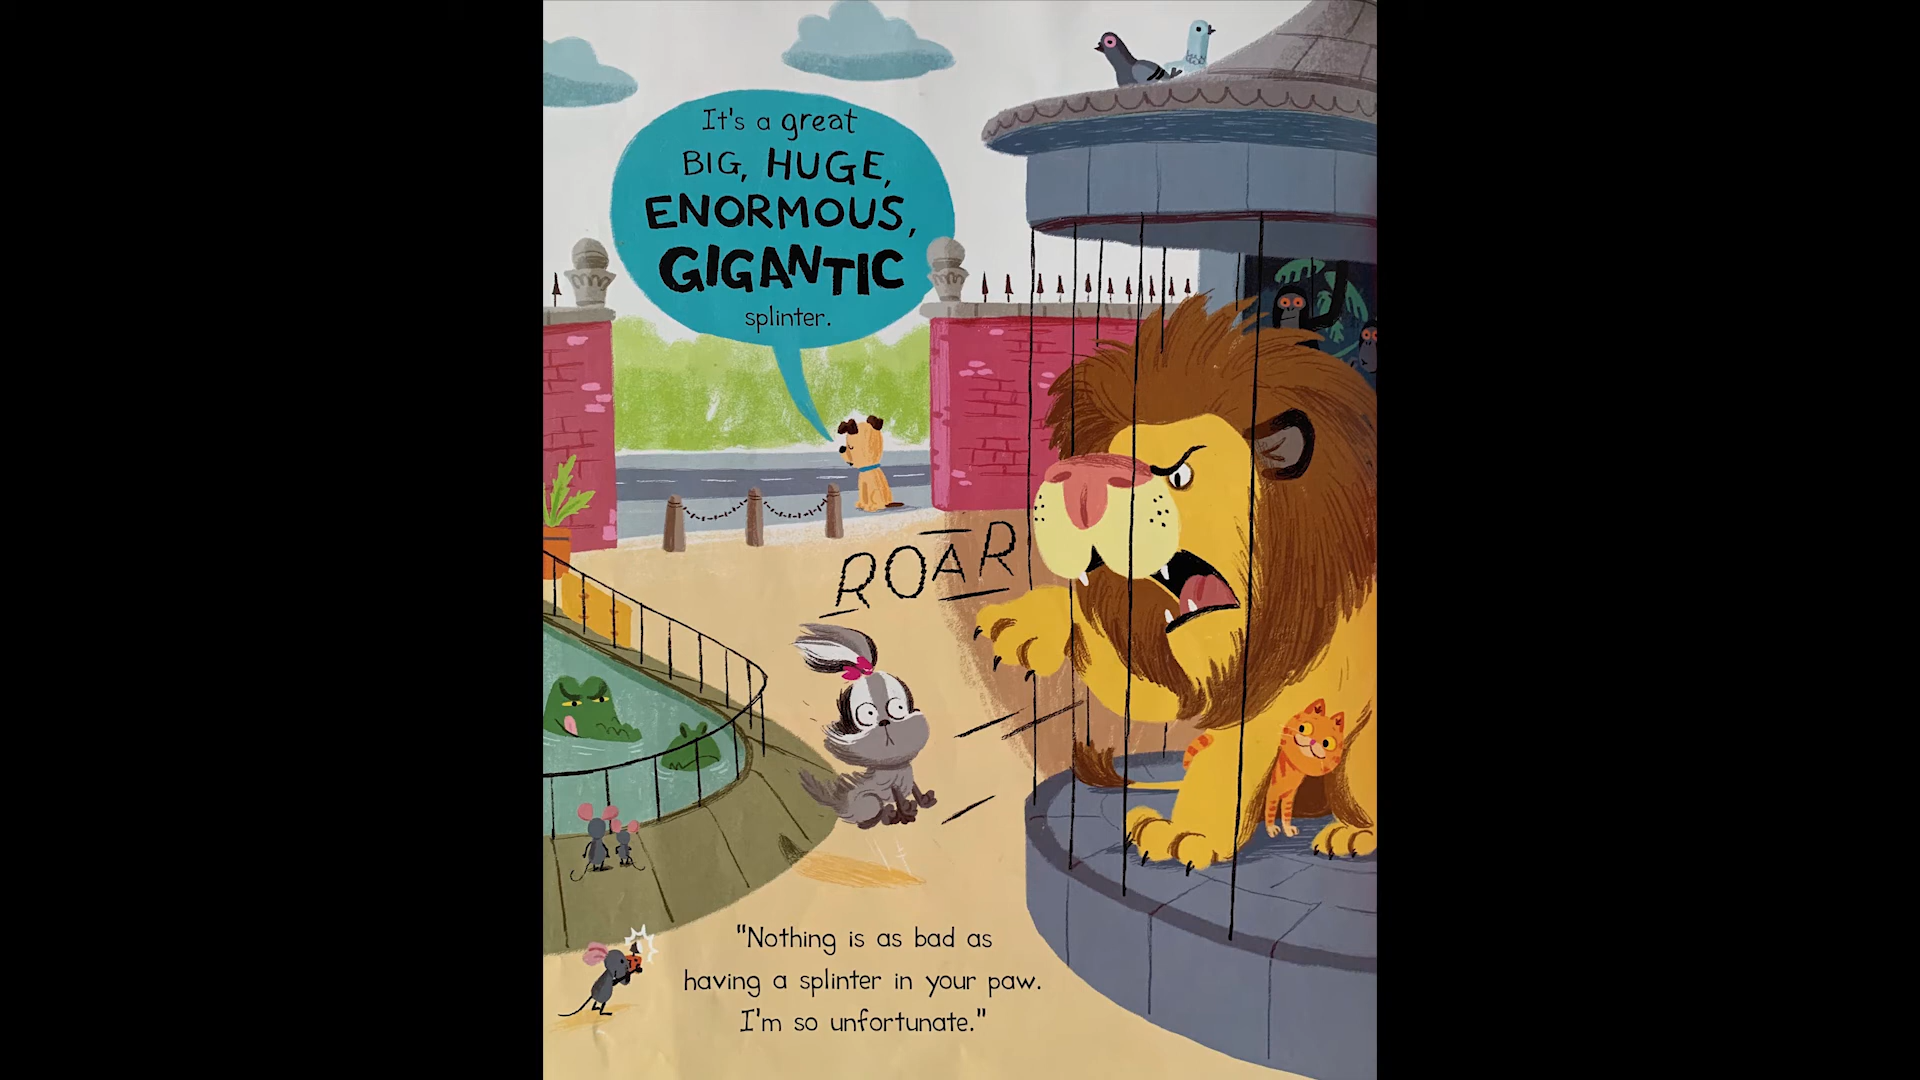 It's a great
BIG, HUGE,
ENORMOUS,
GIGANTIC
splinter.
ROAR
"Nothing is as bad as
having a splinter in your paw.
I'm so unfortunate."